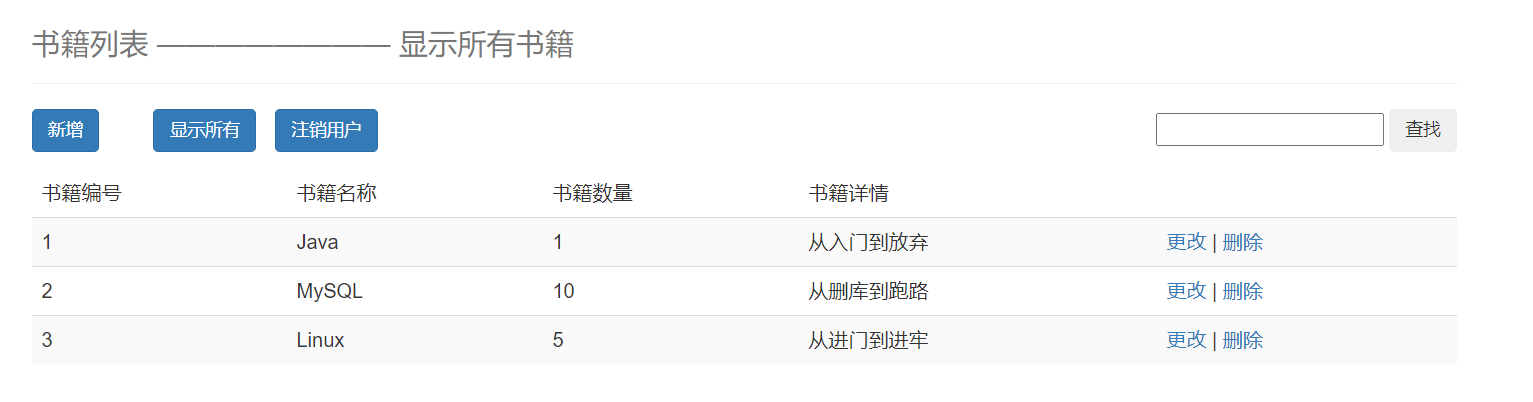 书籍列表 ———————— 显示所有书籍
新增 显示所有 注销用户 查找
书籍编号 书籍名称 书籍数量 书籍详情
1 Java 1 从入门到放弃 更改 | 删除
2 MySQL 10 从删库到跑路 更改 | 删除
3 Linux 5 从进门到进牢 更改 | 删除